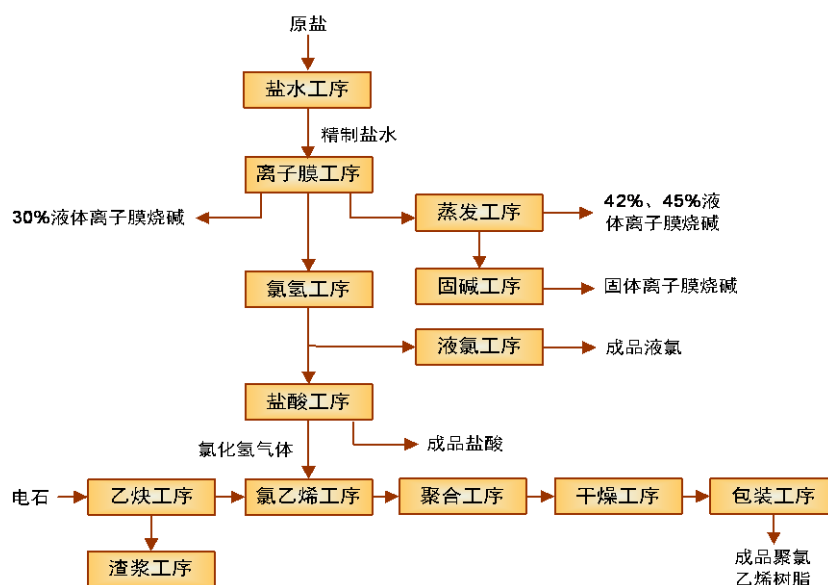 原盐
盐水工序
精制盐水
离子膜工序
30%液体离子膜烧碱
蒸发工序
42%、45%液
体离子膜烧碱
氯氢工序
固碱工序
固体离子膜烧碱
液氯工序
成品液氯
盐酸工序
氯化氢气体
成品盐酸
电石
乙炔工序
氯乙烯工序
聚合工序
干燥工序
包装工序
渣浆工序
成品聚氯
乙烯树脂